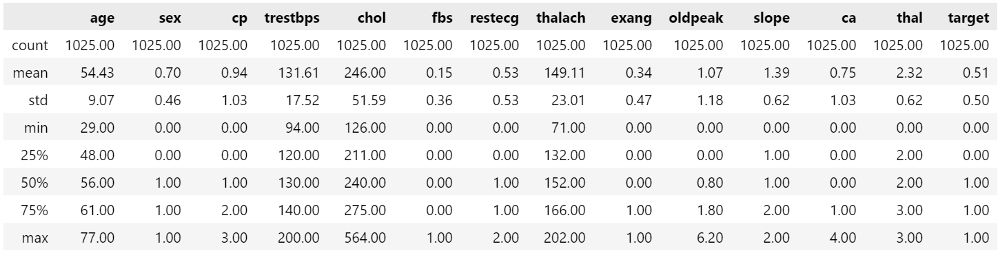 age sex cp trestbps chol fbs restecg thalach exang oldpeak slope ca thal target
count 1025.00 1025.00 1025.00 1025.00 1025.00 1025.00 1025.00 1025.00 1025.00 1025.00 1025.00 1025.00 1025.00 1025.00
mean 54.43 0.70 0.94 131.61 246.00 0.15 0.53 149.11 0.34 1.07 1.39 0.75 2.32 0.51
std 9.07 0.46 1.03 17.52 51.59 0.36 0.53 23.01 0.47 1.18 0.62 1.03 0.62 0.50
min 29.00 0.00 0.00 94.00 126.00 0.00 0.00 71.00 0.00 0.00 0.00 0.00 0.00 0.00
25% 48.00 0.00 0.00 120.00 211.00 0.00 0.00 132.00 0.00 0.00 1.00 0.00 2.00 0.00
50% 56.00 1.00 1.00 130.00 240.00 0.00 1.00 152.00 0.00 0.80 1.00 0.00 2.00 1.00
75% 61.00 1.00 2.00 140.00 275.00 0.00 1.00 166.00 1.00 1.80 2.00 1.00 3.00 1.00
max 77.00 1.00 3.00 200.00 564.00 1.00 2.00 202.00 1.00 6.20 2.00 4.00 3.00 1.00